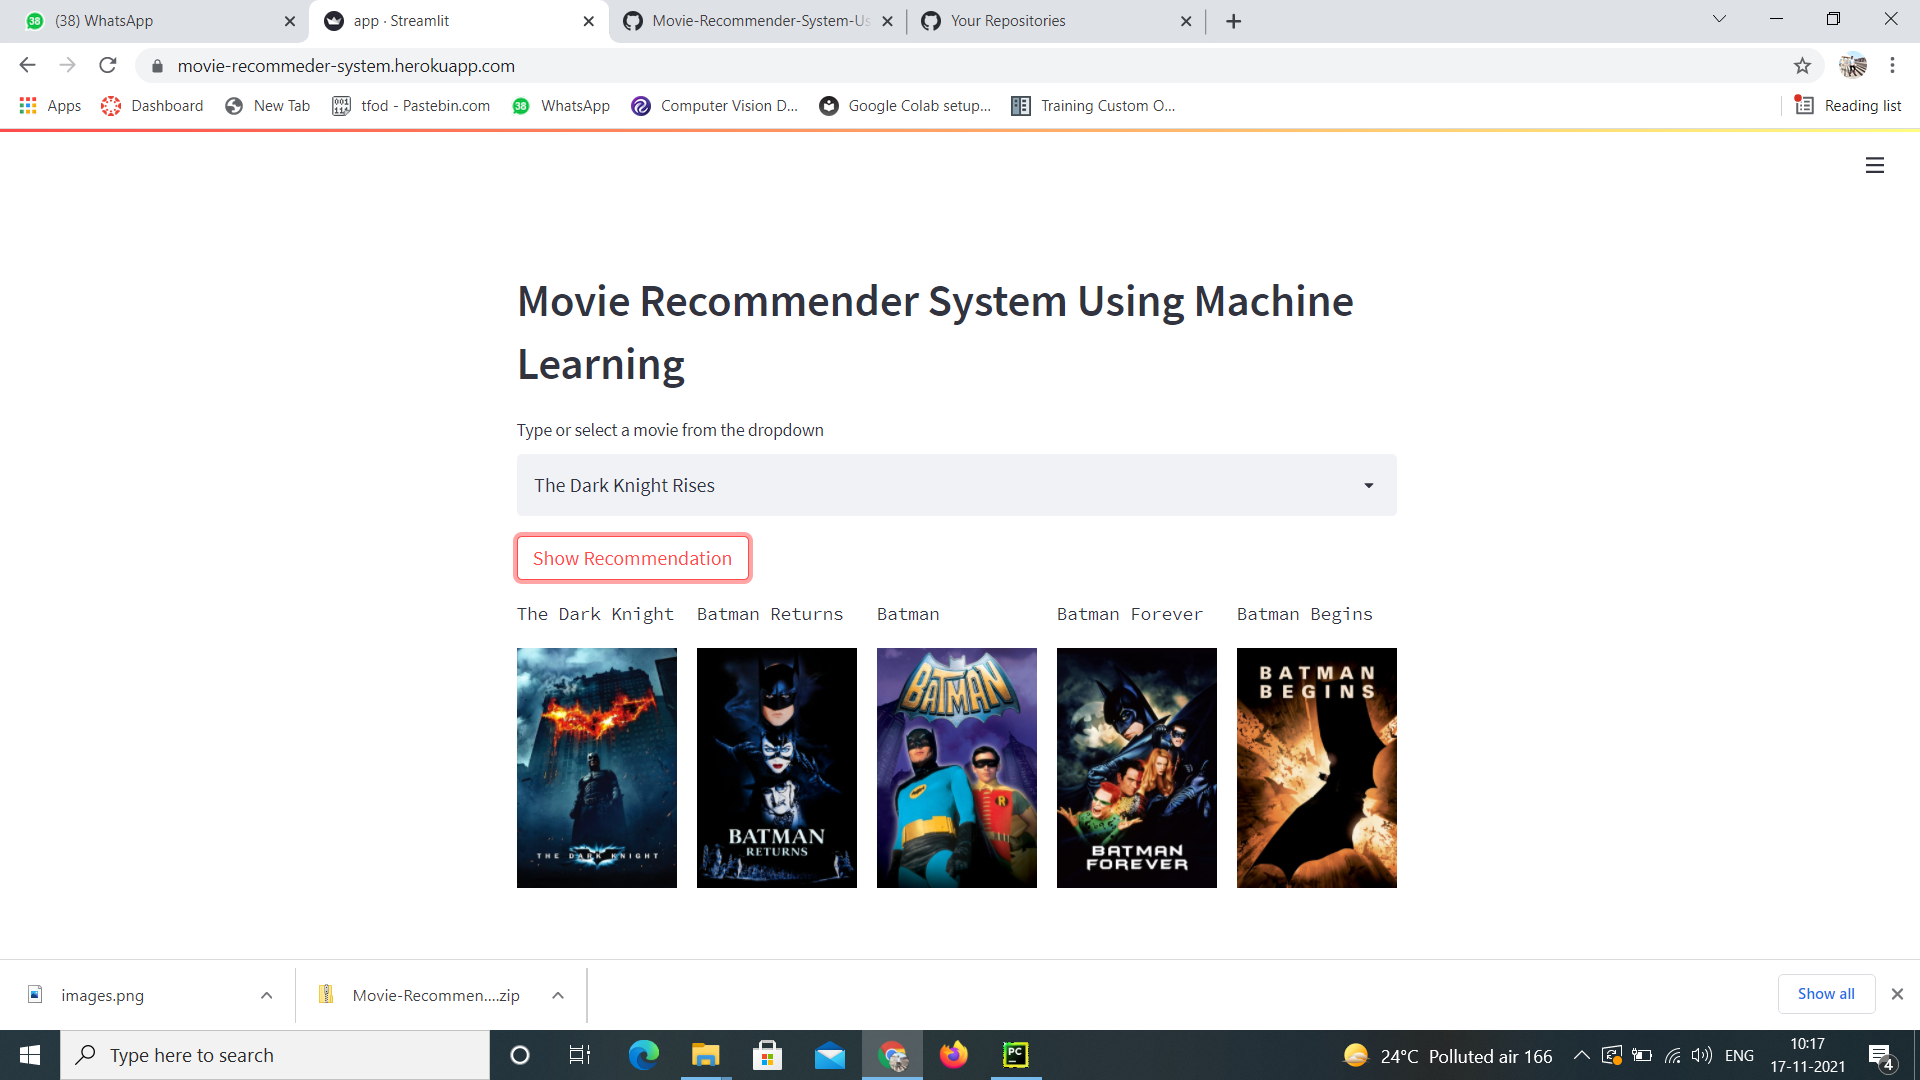 38 (38) WhatsApp
app · Streamlit
Movie-Recommender-System-Us
Your Repositories
movie-recommeder-system.herokuapp.com
Apps
Dashboard
New Tab
tfod - Pastebin.com
38 WhatsApp
Computer Vision D...
Google Colab setup...
Training Custom O...
Reading list
Movie Recommender System Using Machine
Learning
Type or select a movie from the dropdown
The Dark Knight Rises
Show Recommendation
The Dark Knight
Batman Returns
Batman
Batman Forever
Batman Begins
THE DARK KNIGHT
BATMAN
RETURNS
BATMAN
R
BATMAN
FOREVER
BATMAN
BEGINS
images.png
Movie-Recommen....zip
Show all
Type here to search
PC
24°C Polluted air 166
ENG
10:17
17-11-2021
4